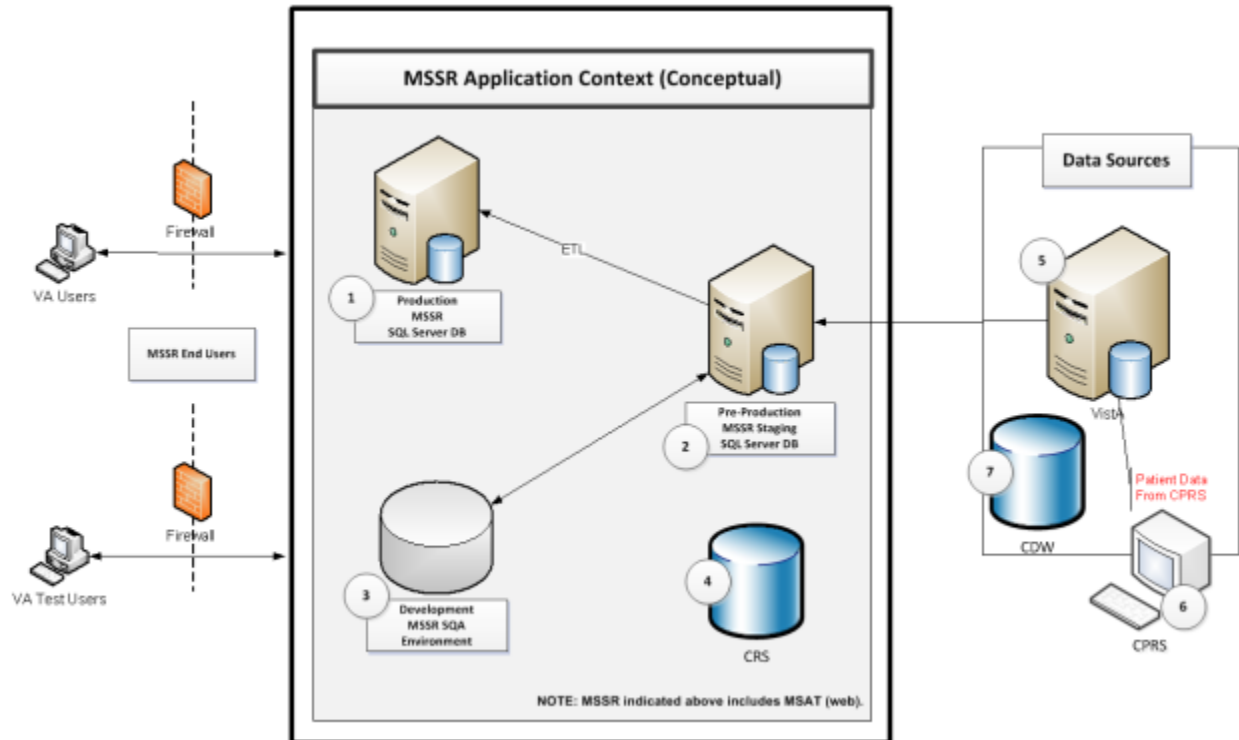 MSSR Application Context (Conceptual)
Data Sources
Firewall
VA Users
MSSR End Users
Firewall
VA Test Users
1
Production
MSSR
SQL Server DB
ETL
2
Pre-Production
MSSR Staging
SQL Server DB
3
Development
MSSR SQA
Environment
4
CRS
NOTE: MSSR indicated above includes MSAT (web).
5
VistA
7
CDW
Patient Data
From CPRS
6
CPRS